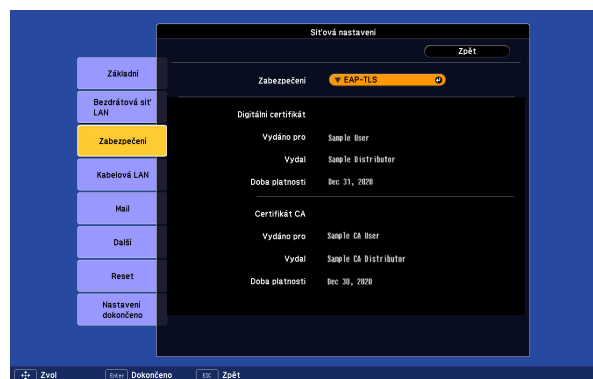 Síťová nastavení
Zpět
Základní
Zabezpečení
EAP-TLS
Bezdrátová síť
LAN
Zabezpečení
Kabelová LAN
Mail
Další
Reset
Nastavení
dokončeno
Digitální certifikát
Vydáno pro Sample User
Vydal Sample Distributor
Doba platnosti Dec 31, 2020
Certifikát CA
Vydáno pro Sample CA User
Vydal Sample CA Distributor
Doba platnosti Dec 30, 2020
Zvol Enter Dokončeno ESC Zpět